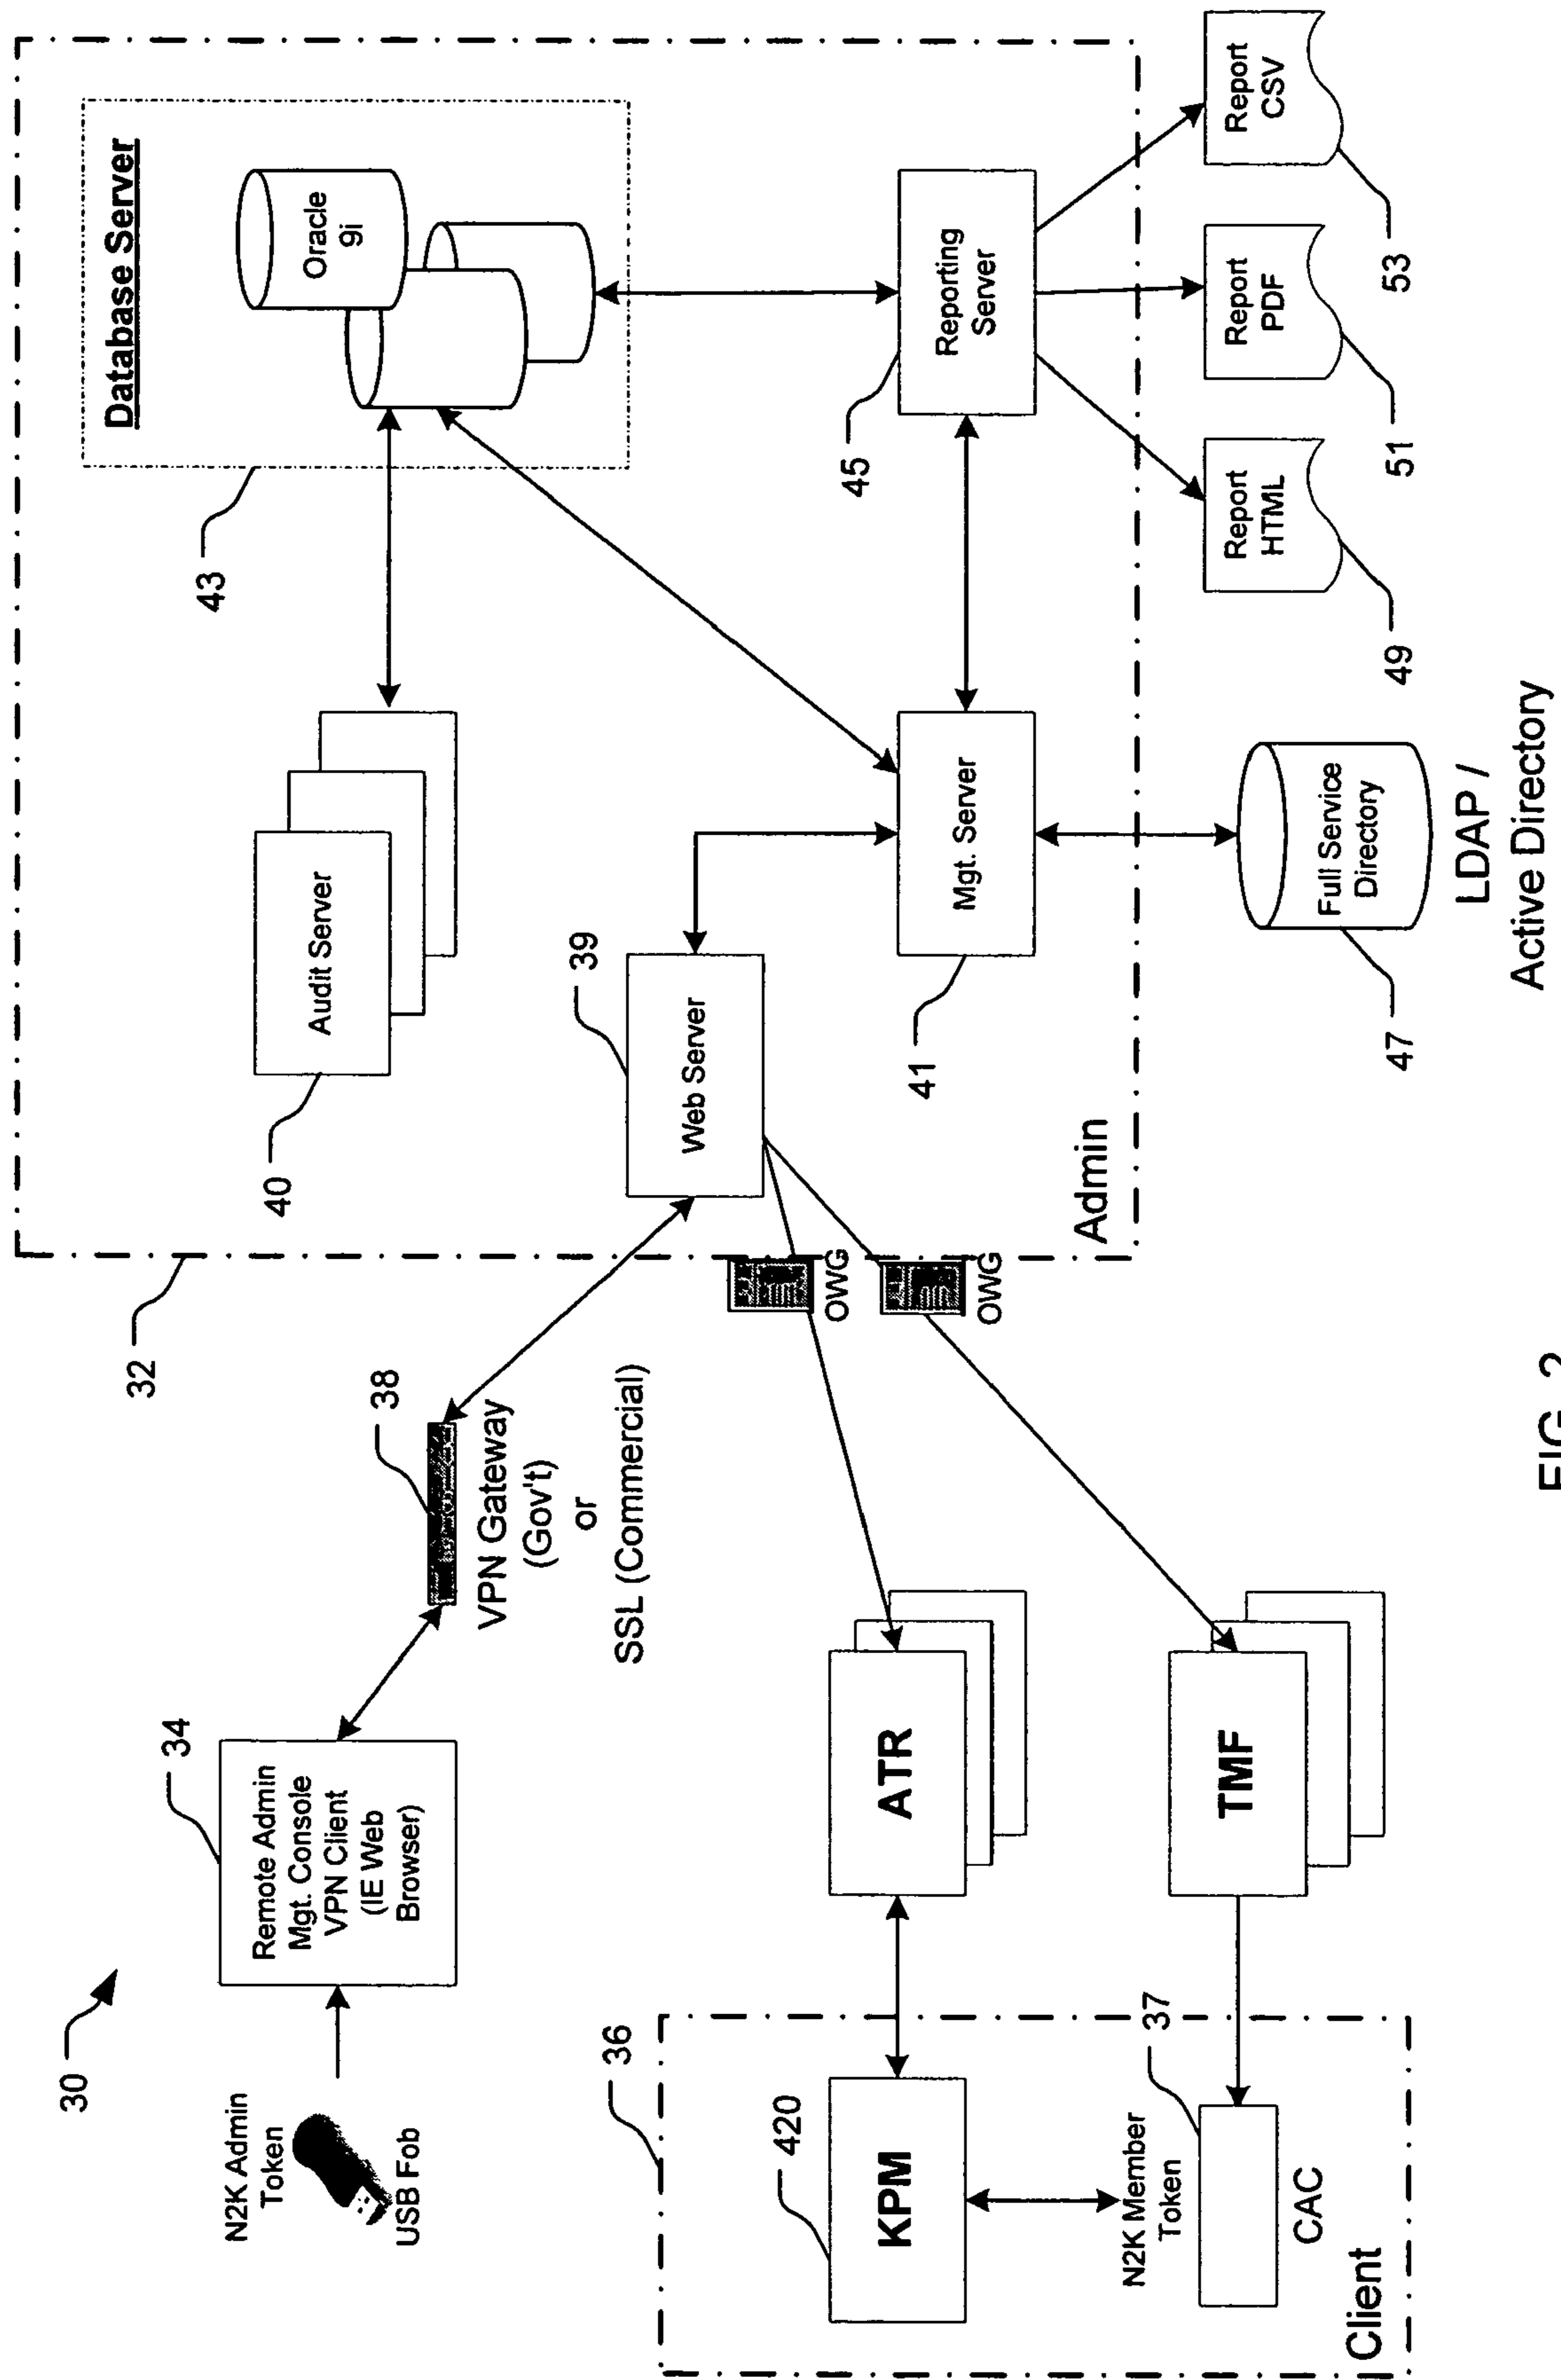 30
N2K Admin
Token
USB Fob
34
Remote Admin
Mgt. Console
VPN Client
(IE Web
Browser)
38
VPN Gateway
(Gov't)
or
SSL (Commercial)
32
40
Audit Server
43
Database Server
Oracle
9i
39
Web Server
OWG
OWG
Admin
41
Mgt. Server
45
Reporting
Server
36
420
KPM
N2K Member
Token
37
CAC
Client
ATR
TMF
47
Full Service
Directory
LDAP /
Active Directory
49
Report
HTML
51
Report
PDF
53
Report
CSV
FIG. 2